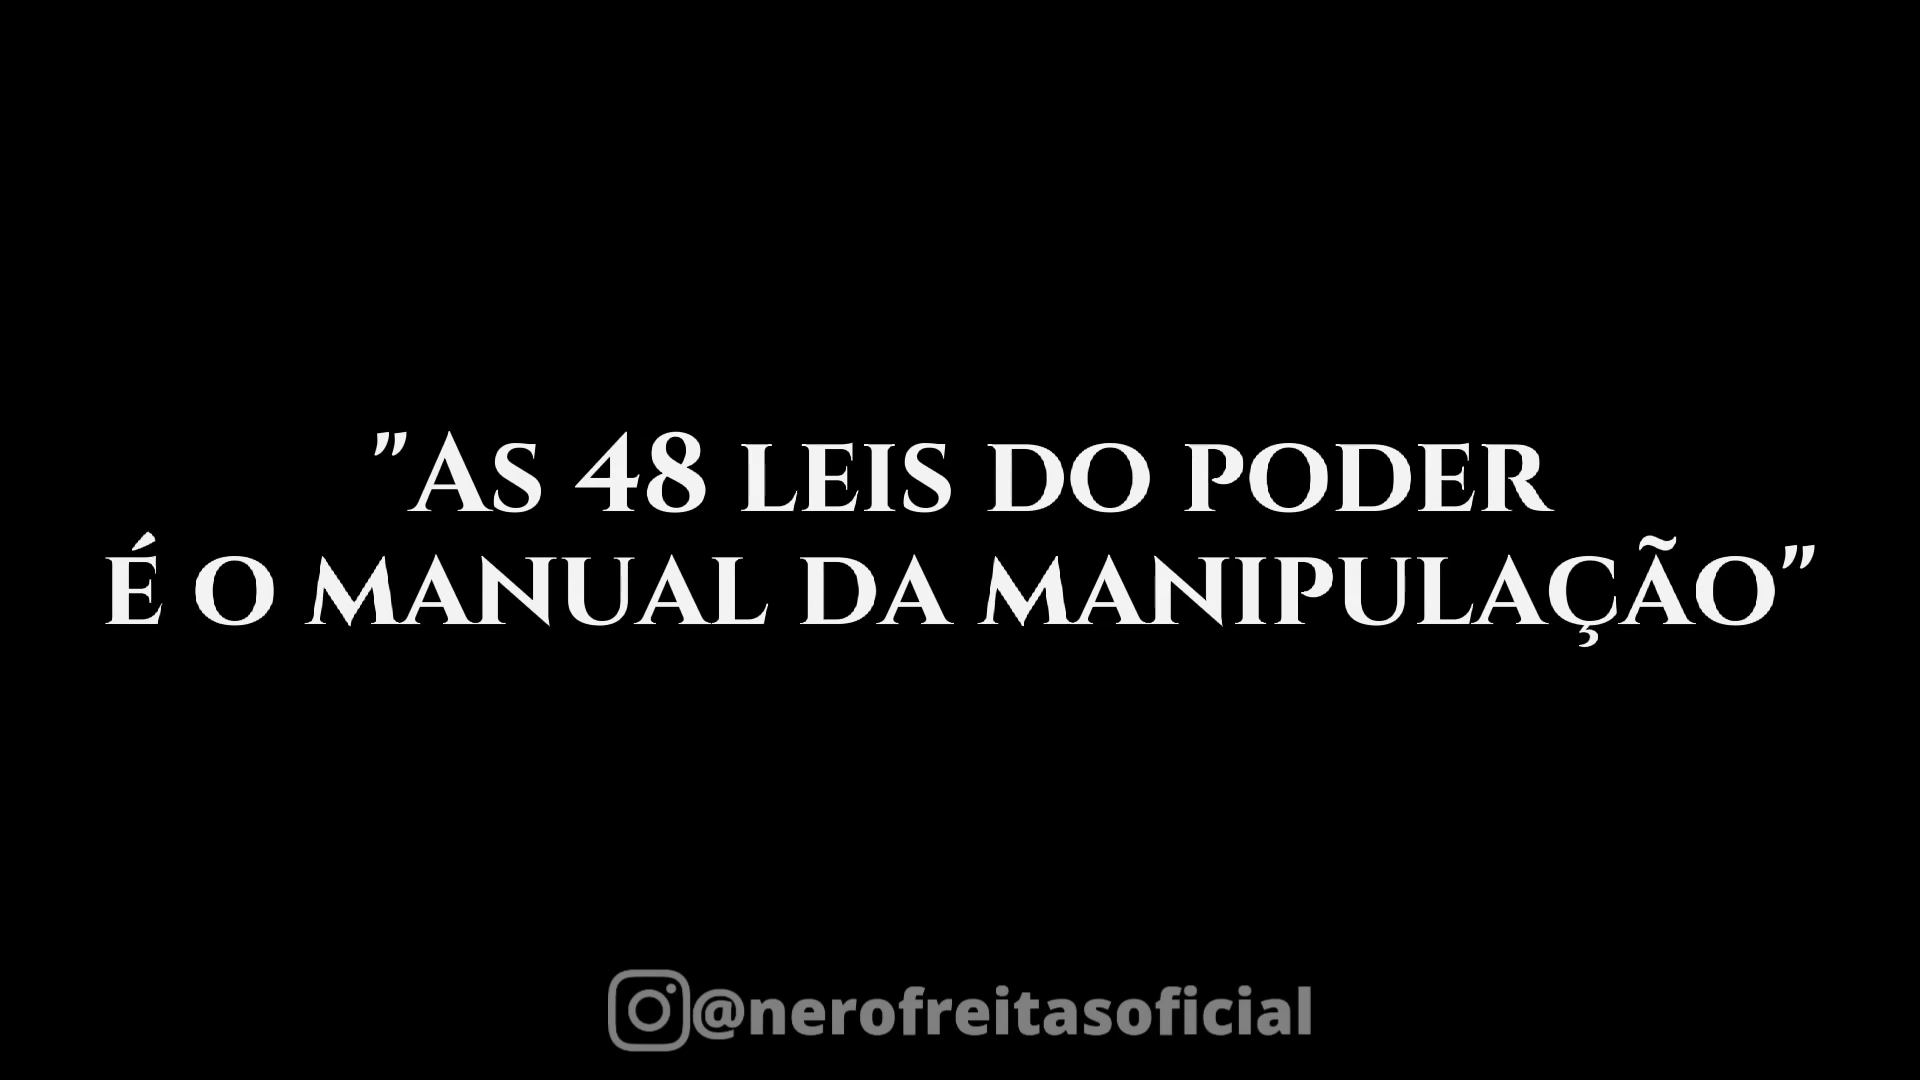 "As 48 leis do poder
é o manual da manipulação"
@nerofreitasoficial